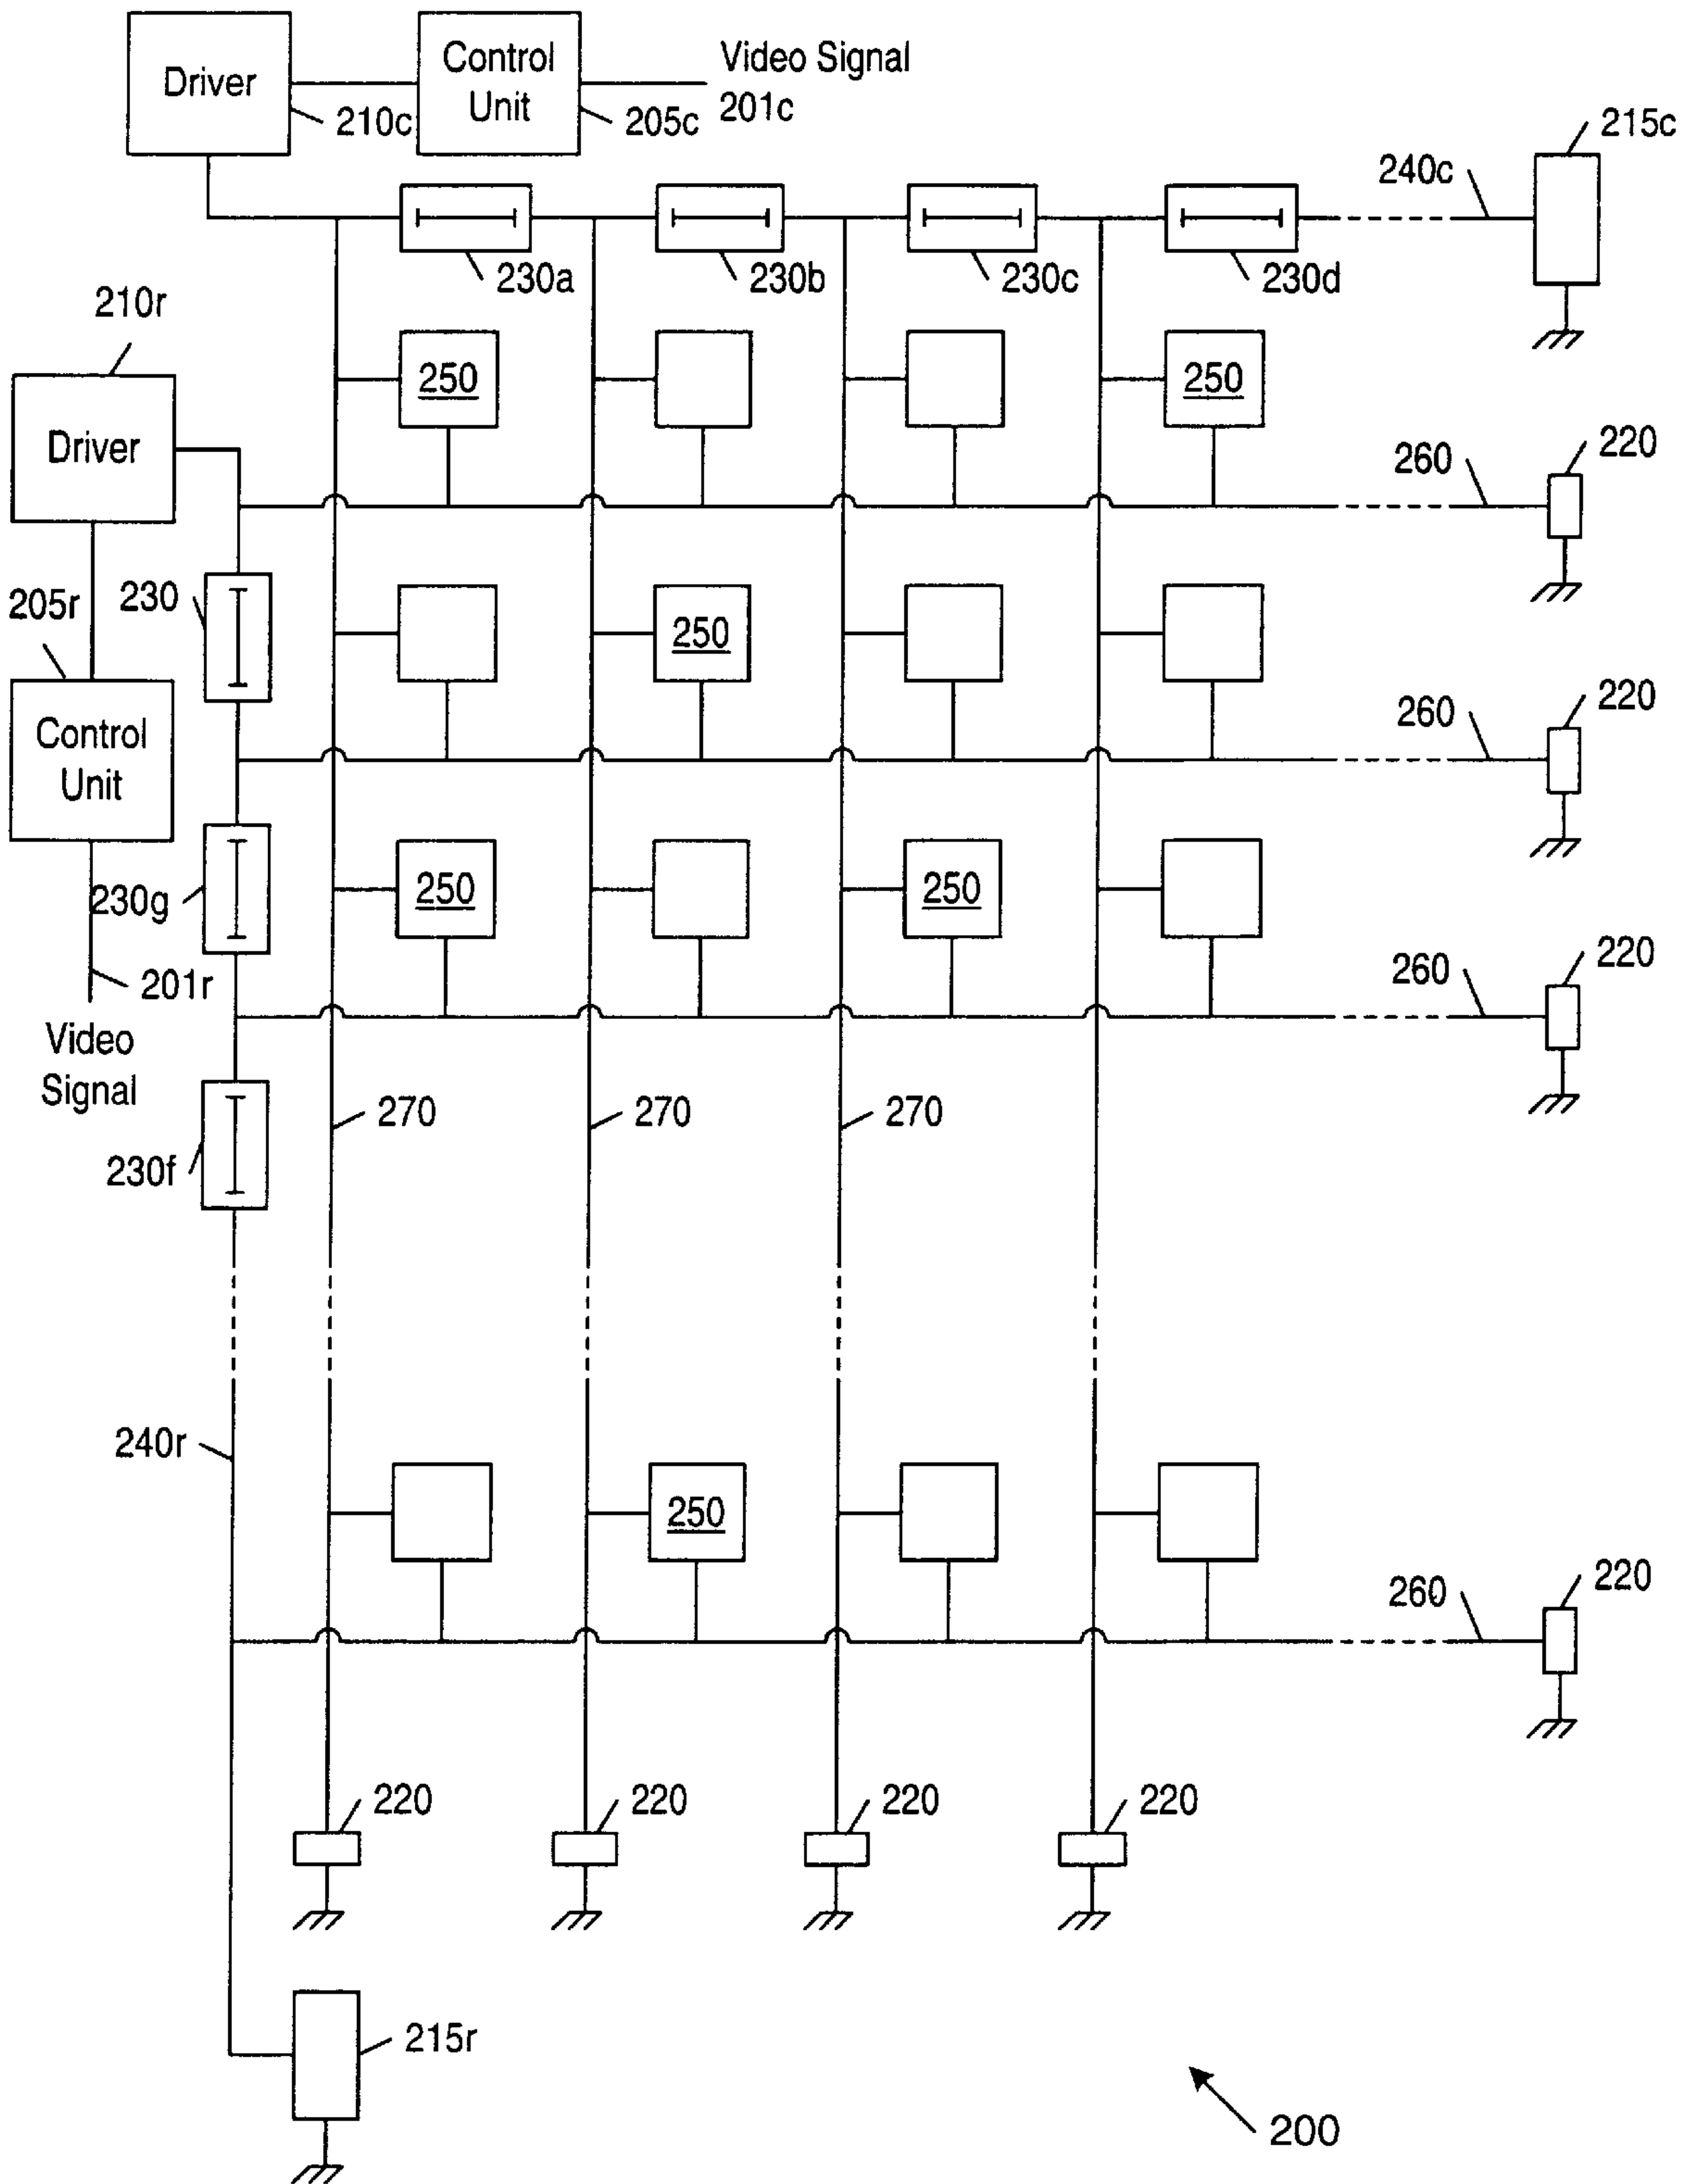 Driver
210c
Control
Unit
205c
Video Signal
201c
215c
240c
230a
230b
230c
230d
210r
250
250
Driver
260
220
205r
230
250
260
220
Control
Unit
230g
250
250
260
220
201r
Video
Signal
270
270
270
230f
240r
250
260
220
220
220
220
220
215r
200